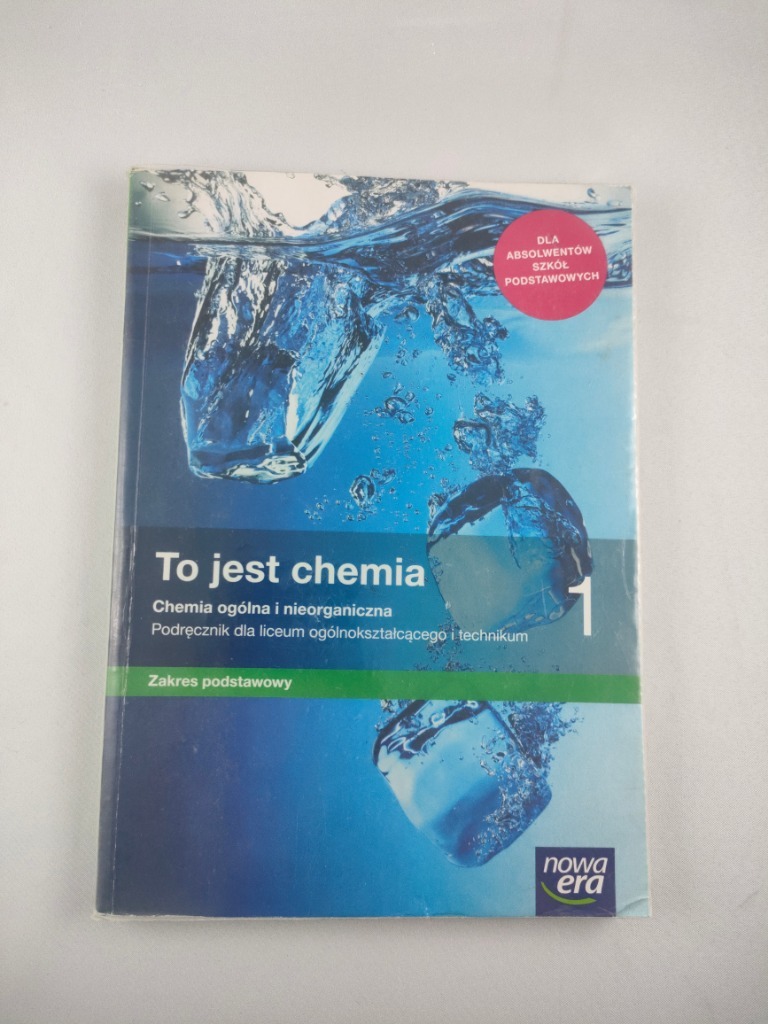 DLA
ABSOLWENTÓW
SZKÓŁ
PODSTAWOWYCH
To jest chemia
1
Chemia ogólna i nieorganiczna
Podręcznik dla liceum ogólnokształcącego i technikum
Zakres podstawowy
nowa
era